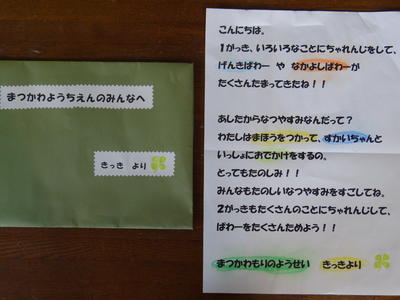 まつかわようちえんのみんなへ
きっき より
こんにちは。
1がっき、いろいろなことにちゃれんじをして、
げんきぱわー や なかよしぱわーが
たくさんたまってきたね！！
あしたからなつやすみなんだって？
わたしはまほうをつかって、すかいちゃんと
いっしょにおでかけをするの。
とってもたのしみ！！
みんなもたのしいなつやすみをすごしてね。
2がっきもたくさんのことにちゃれんじして、
ぱわーをたくさんためよう！！
まつかわもりのようせい きっきより